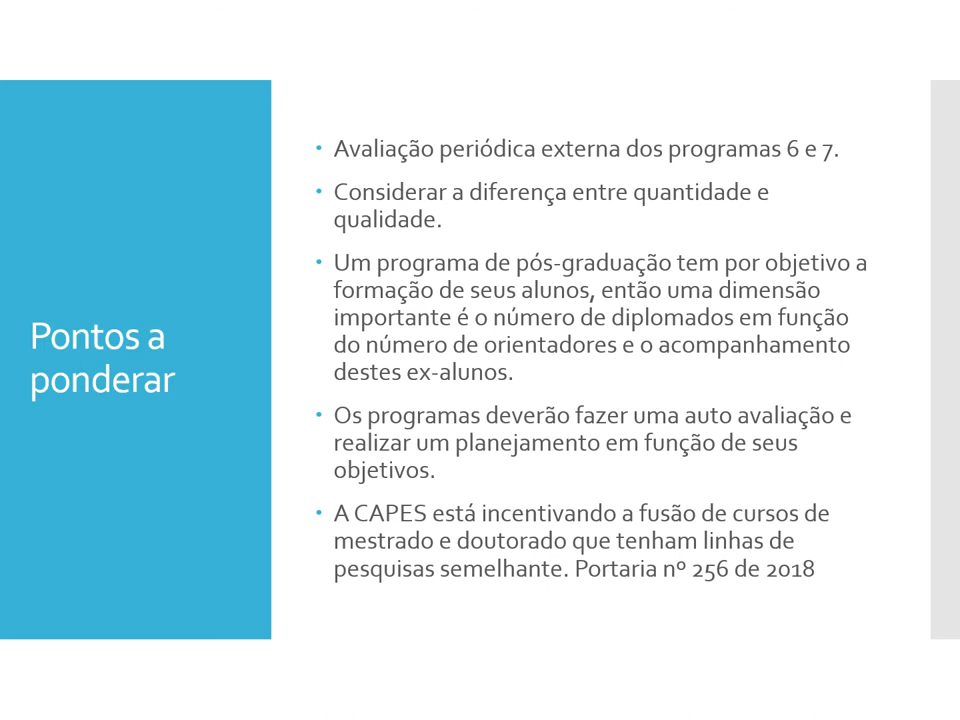 Pontos a
ponderar
• Avaliação periódica externa dos programas 6 e 7.
• Considerar a diferença entre quantidade e
qualidade.
• Um programa de pós-graduação tem por objetivo a
formação de seus alunos, então uma dimensão
importante é o número de diplomados em função
do número de orientadores e o acompanhamento
destes ex-alunos.
• Os programas deverão fazer uma auto avaliação e
realizar um planejamento em função de seus
objetivos.
• A CAPES está incentivando a fusão de cursos de
mestrado e doutorado que tenham linhas de
pesquisas semelhante. Portaria nº 256 de 2018